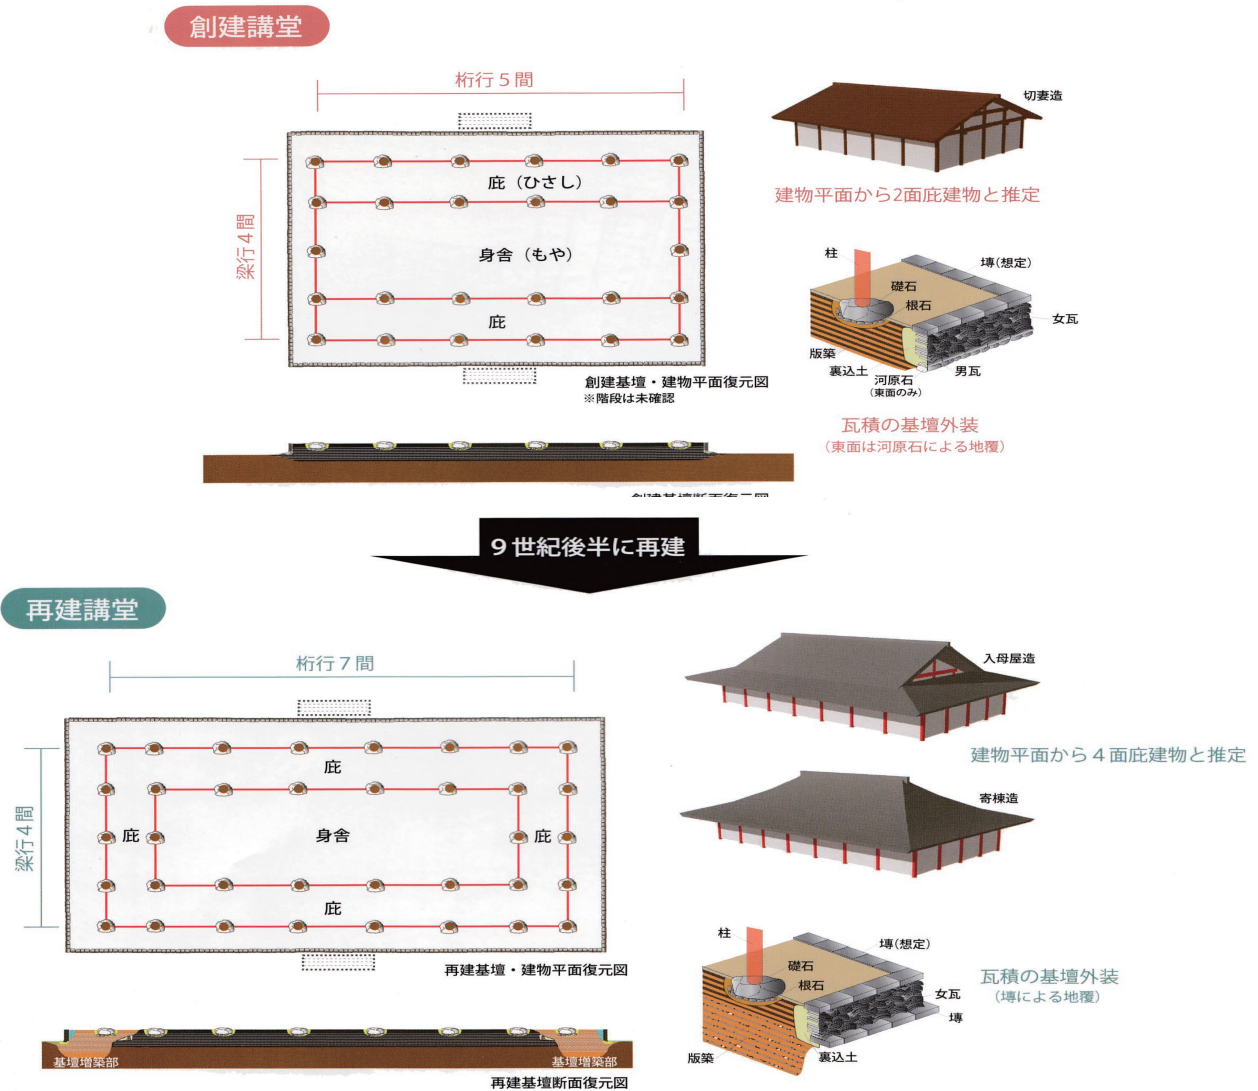 創建講堂
桁行5間
梁行4間
庇（ひさし）
身舎（もや）
庇
創建基壇・建物平面復元図
※階段は未確認
切妻造
建物平面から2面庇建物と推定
柱
塼(想定)
礎石
根石
女瓦
版築
裏込土
河原石
(東面のみ)
男瓦
瓦積の基壇外装
（東面は河原石による地覆）
創建基壇断面復元図
9世紀後半に再建
再建講堂
桁行7間
梁行4間
庇
庇
身舎
庇
庇
再建基壇・建物平面復元図
入母屋造
建物平面から4面庇建物と推定
寄棟造
柱
塼(想定)
礎石
根石
女瓦
塼
版築
裏込土
瓦積の基壇外装
（塼による地覆）
基壇増築部
基壇増築部
再建基壇断面復元図